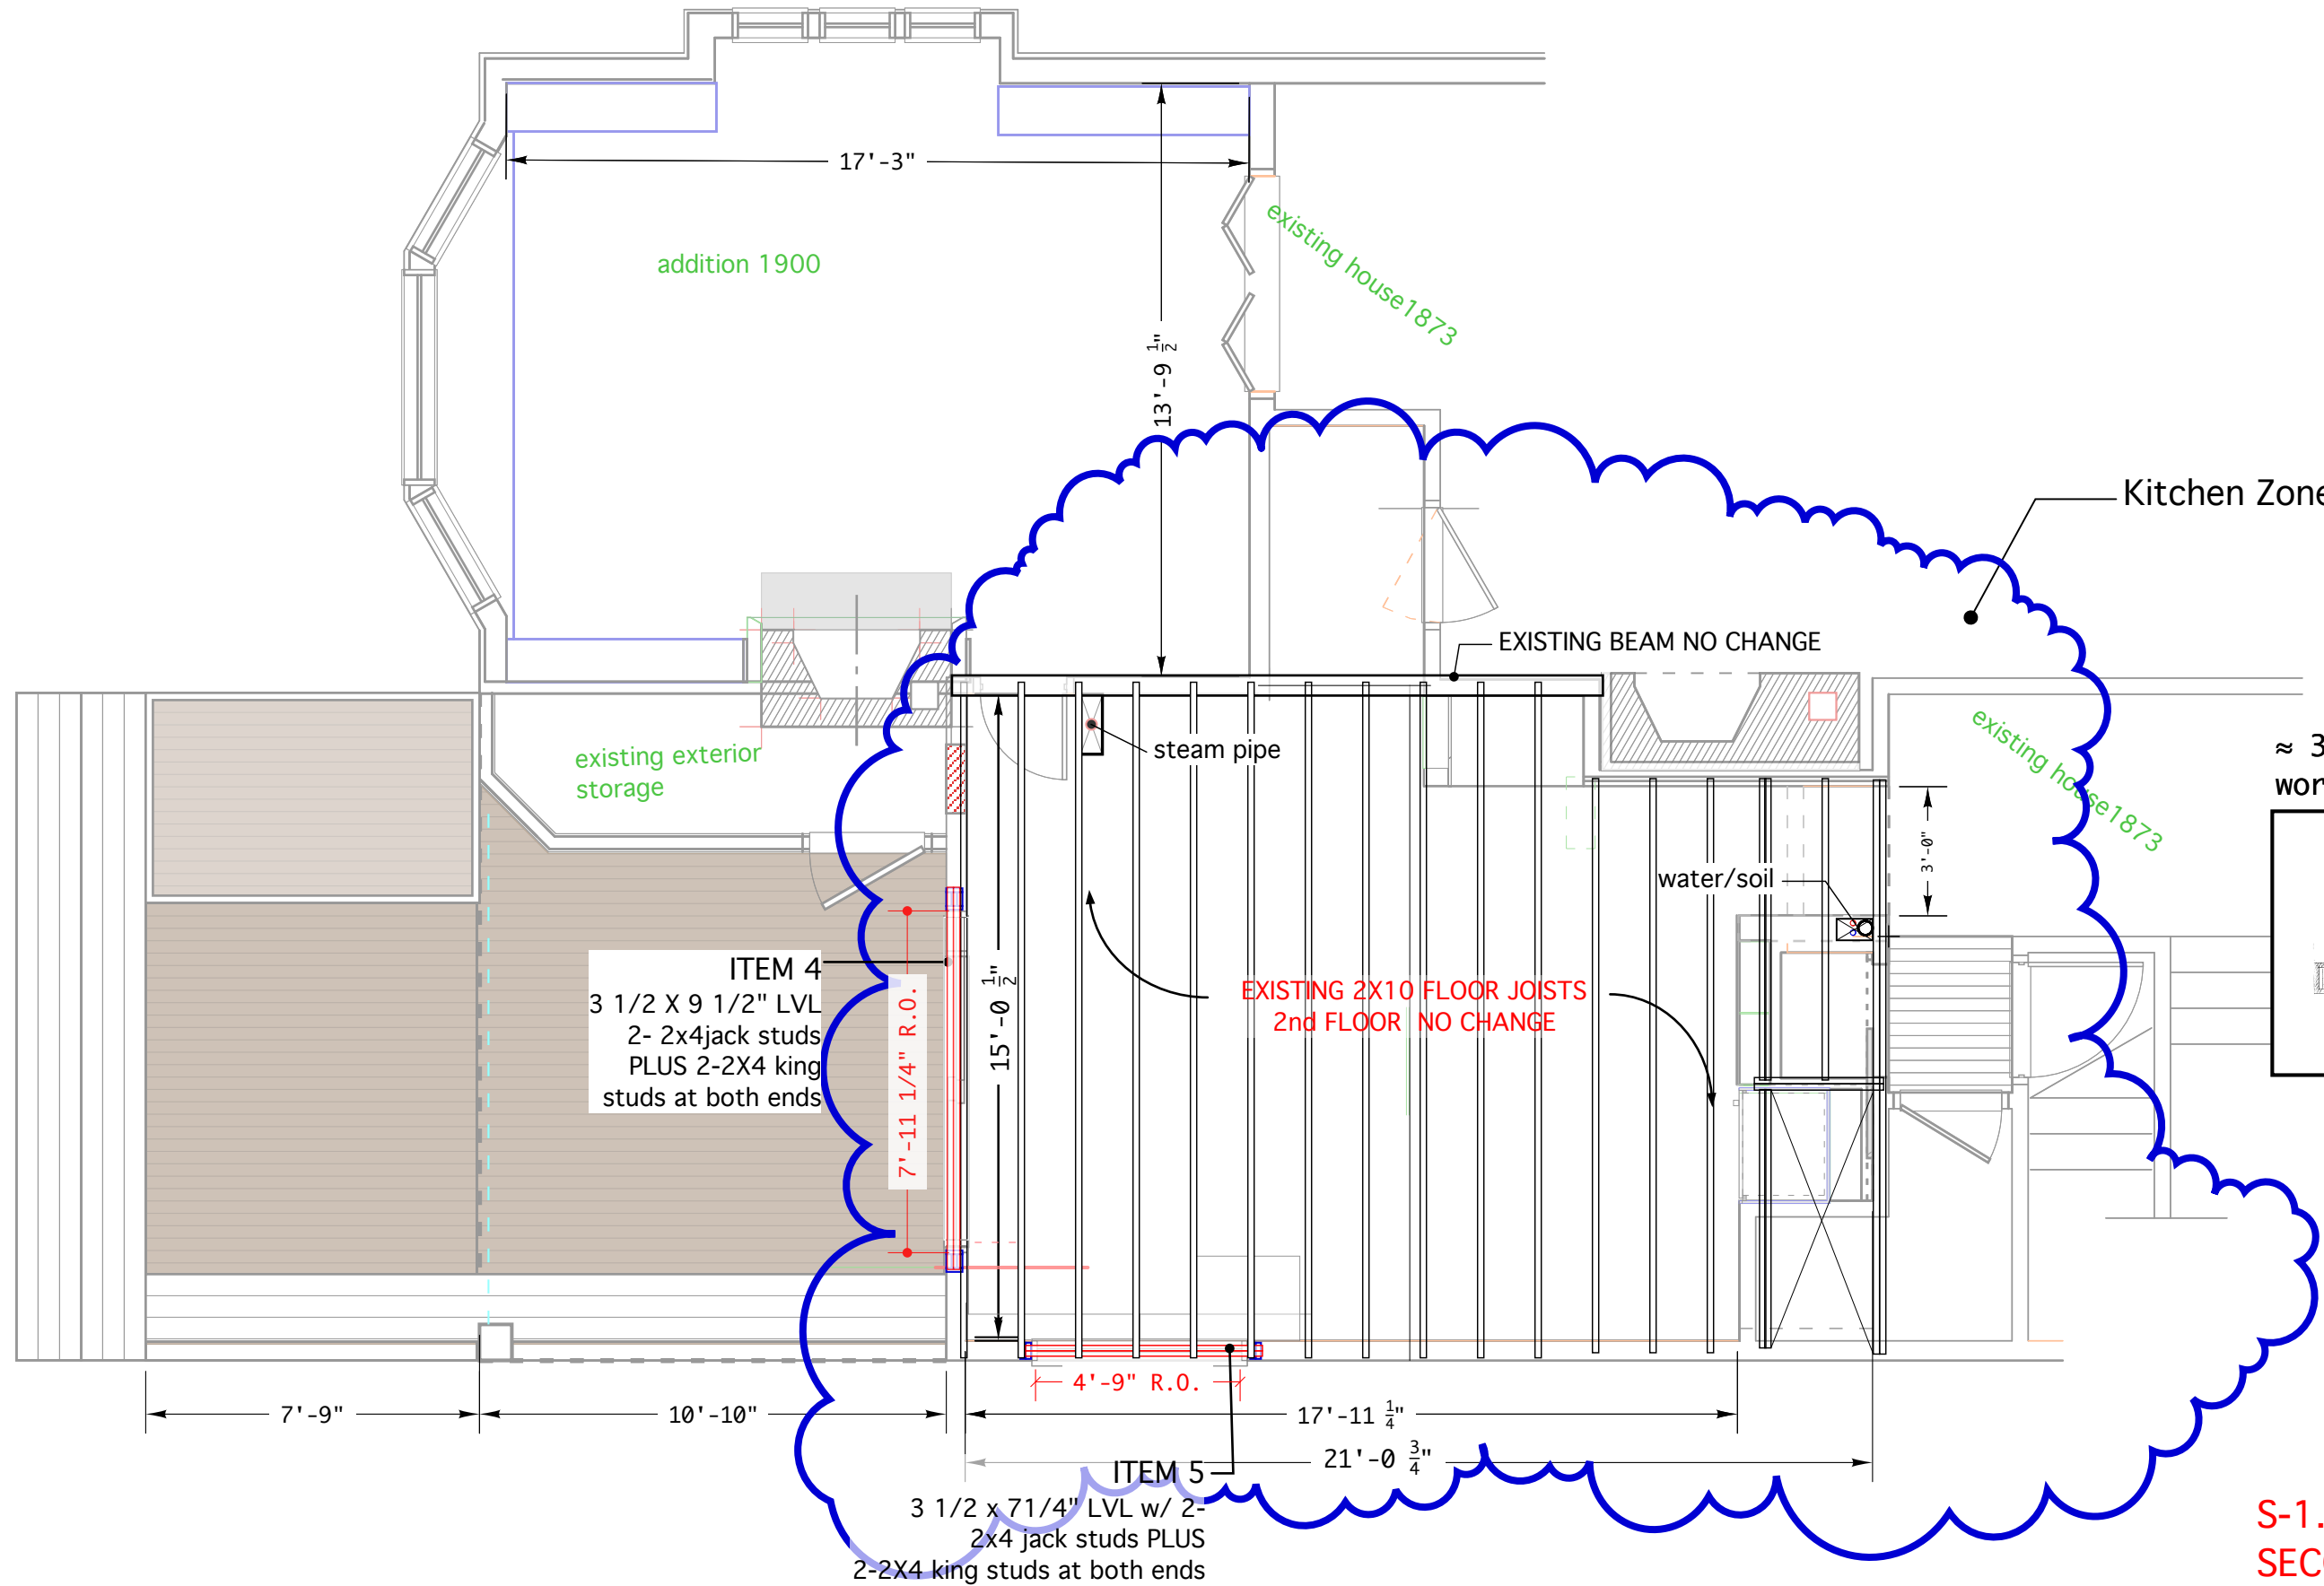 17'-3"
addition 1900
existing house1873
13'-9 1/2"
Kitchen Zone
EXISTING BEAM NO CHANGE
steam pipe
existing exterior
storage
existing house1873
≈ 3
wor
3'-0"
water/soil
ITEM 4
3 1/2 X 9 1/2" LVL
2- 2x4jack studs
PLUS 2-2X4 king
studs at both ends
7'-11 1/4" R.O.
15'-0 1/2"
EXISTING 2X10 FLOOR JOISTS
2nd FLOOR NO CHANGE
4'-9" R.O.
7'-9"
10'-10"
17'-11 1/4"
21'-0 3/4"
ITEM 5
3 1/2 x 71/4" LVL w/ 2-
2x4 jack studs PLUS
2-2X4 king studs at both ends
S-1.
SEC